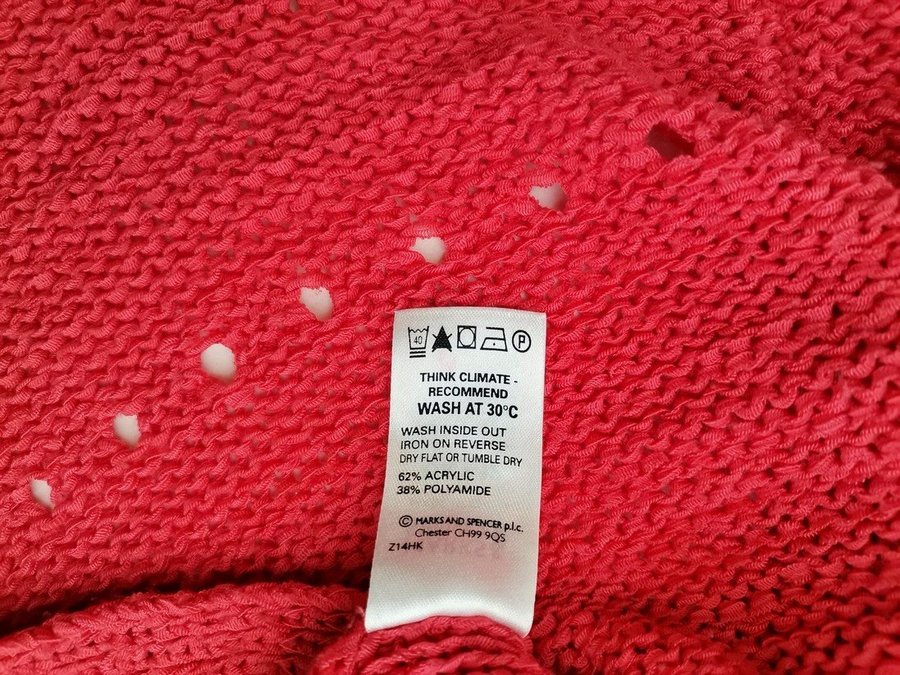 40 P
THINK CLIMATE -
RECOMMEND
WASH AT 30°C
WASH INSIDE OUT
IRON ON REVERSE
DRY FLAT OR TUMBLE DRY
62% ACRYLIC
38% POLYAMIDE
© MARKS AND SPENCER p.l.c.
Chester CH99 9QS
Z14HK